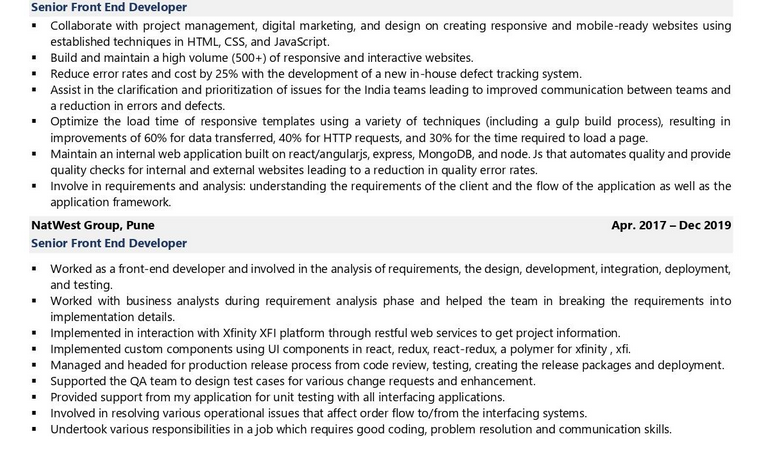 Senior Front End Developer
▪ Collaborate with project management, digital marketing, and design on creating responsive and mobile-ready websites using
established techniques in HTML, CSS, and JavaScript.
▪ Build and maintain a high volume (500+) of responsive and interactive websites.
▪ Reduce error rates and cost by 25% with the development of a new in-house defect tracking system.
▪ Assist in the clarification and prioritization of issues for the India teams leading to improved communication between teams and
a reduction in errors and defects.
▪ Optimize the load time of responsive templates using a variety of techniques (including a gulp build process), resulting in
improvements of 60% for data transferred, 40% for HTTP requests, and 30% for the time required to load a page.
▪ Maintain an internal web application built on react/angularjs, express, MongoDB, and node. Js that automates quality and provide
quality checks for internal and external websites leading to a reduction in quality error rates.
▪ Involve in requirements and analysis: understanding the requirements of the client and the flow of the application as well as the
application framework.
NatWest Group, Pune Apr. 2017 – Dec 2019
Senior Front End Developer
▪ Worked as a front-end developer and involved in the analysis of requirements, the design, development, integration, deployment,
and testing.
▪ Worked with business analysts during requirement analysis phase and helped the team in breaking the requirements into
implementation details.
▪ Implemented in interaction with Xfinity XFI platform through restful web services to get project information.
▪ Implemented custom components using UI components in react, redux, react-redux, a polymer for xfinity , xfi.
▪ Managed and headed for production release process from code review, testing, creating the release packages and deployment.
▪ Supported the QA team to design test cases for various change requests and enhancement.
▪ Provided support from my application for unit testing with all interfacing applications.
▪ Involved in resolving various operational issues that affect order flow to/from the interfacing systems.
▪ Undertook various responsibilities in a job which requires good coding, problem resolution and communication skills.